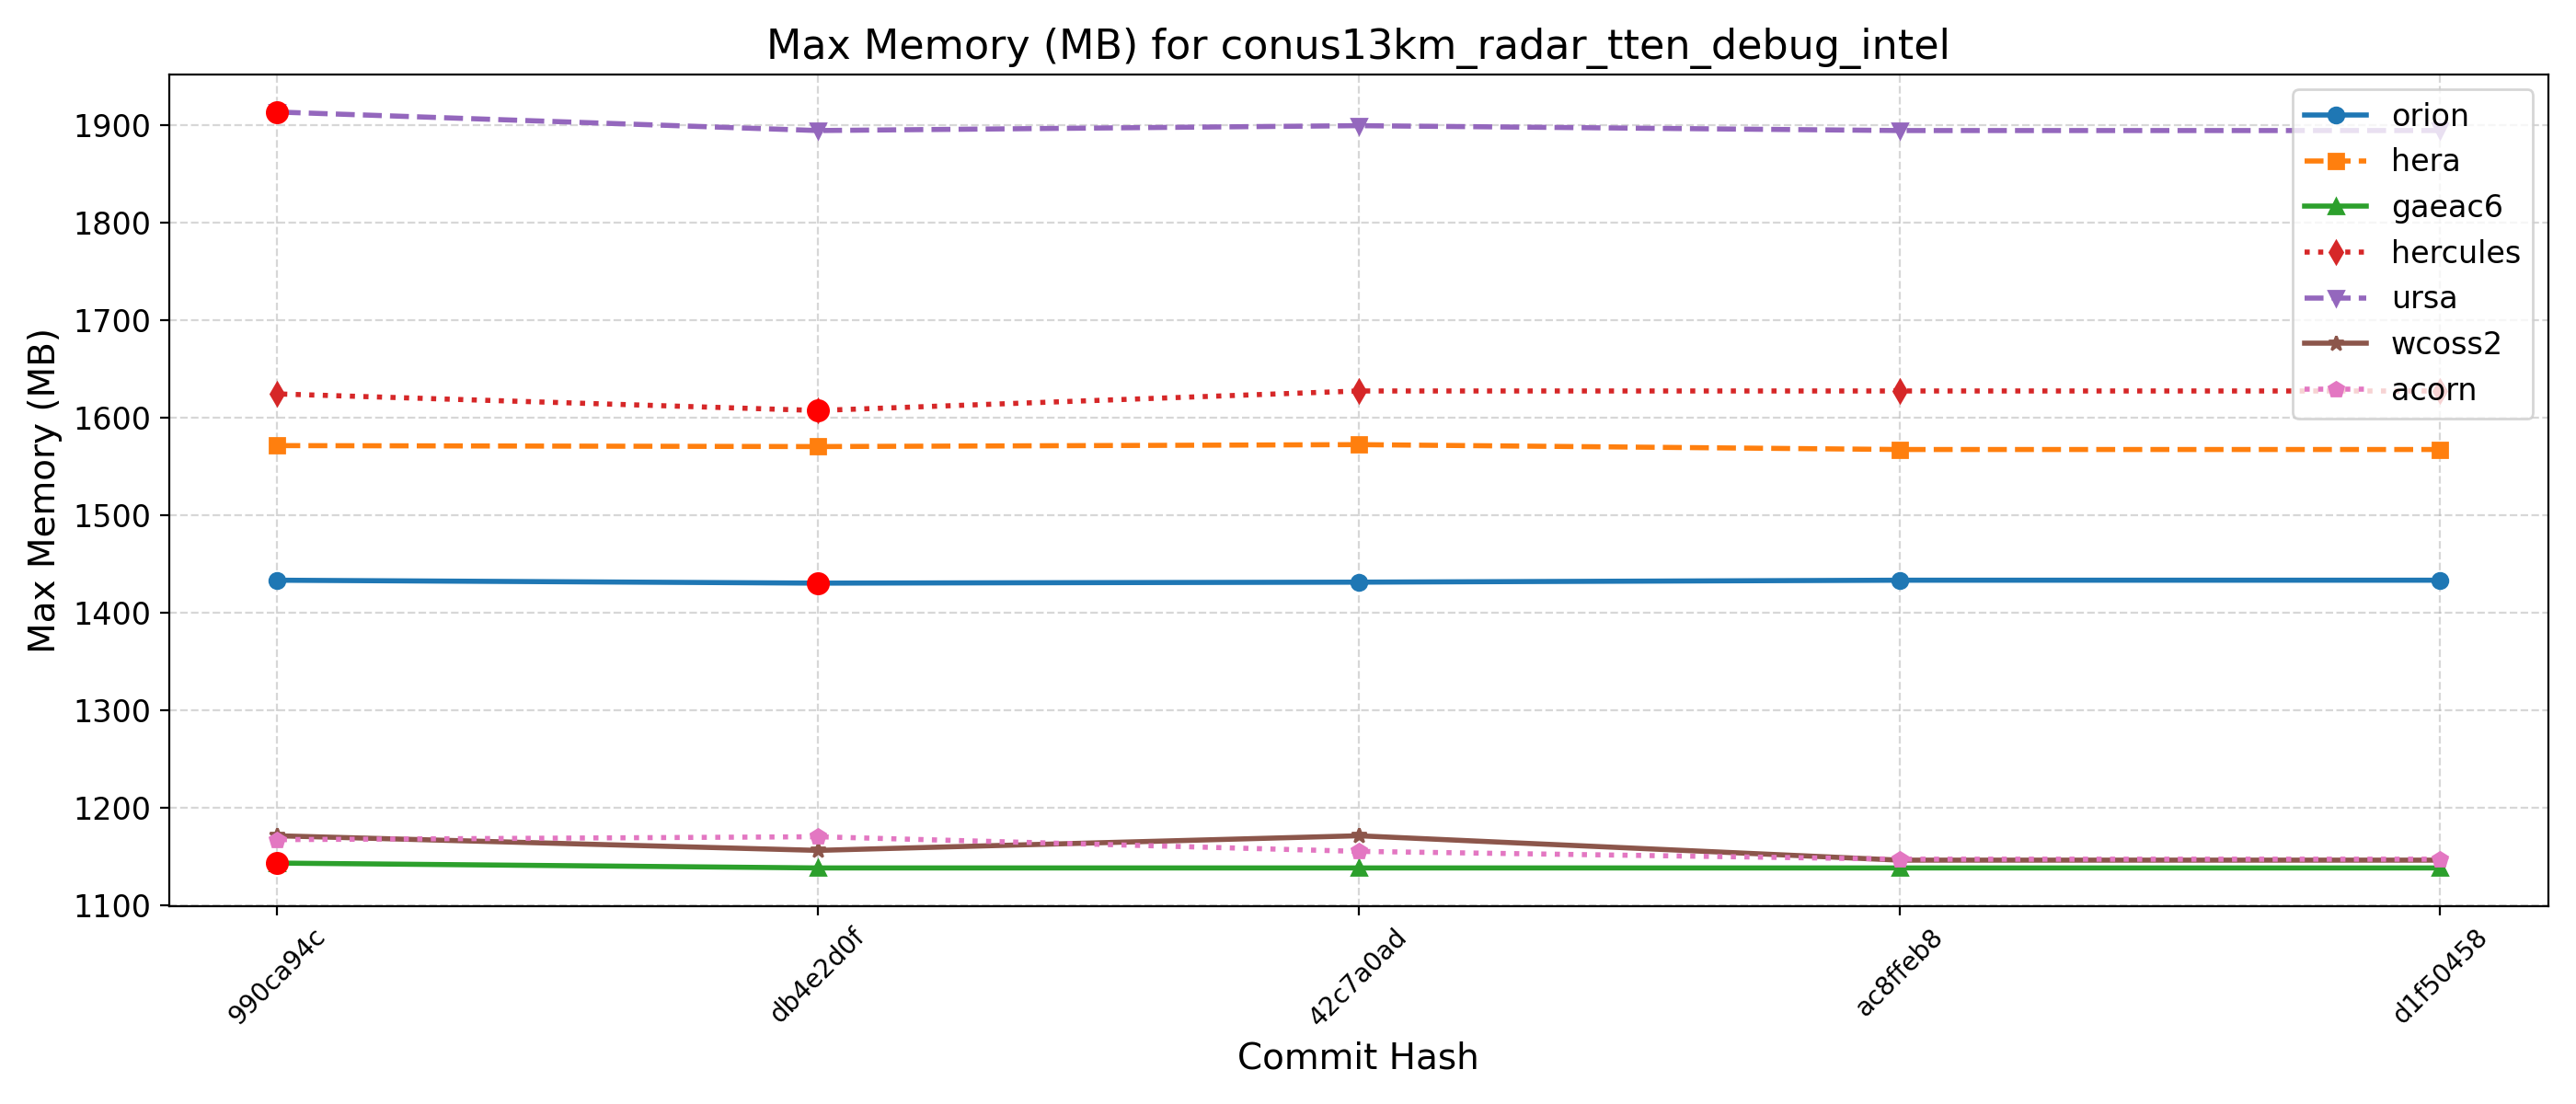 Max Memory (MB) for conus13km_radar_tten_debug_intel
Max Memory (MB)
1900
1800
1700
1600
1500
1400
1300
1200
1100
orion
hera
gaeac6
hercules
ursa
wcoss2
acorn
990ca94c
db4e2d0f
42c7a0ad
ac8ffeb8
d1f50458
Commit Hash